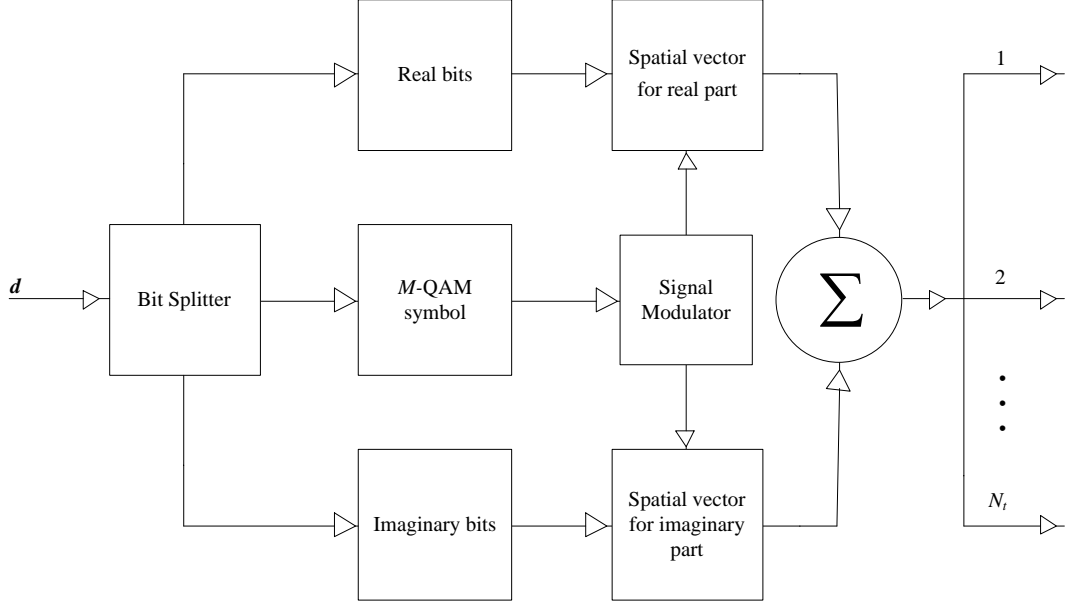 Real bits
Spatial vector
for real part
1
d
Bit Splitter
M-QAM
symbol
Signal
Modulator
∑
2
Imaginary bits
Spatial vector
for imaginary
part
Nt